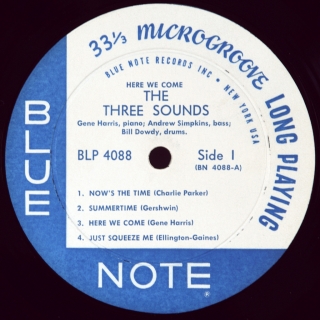 33⅓ MICROGROOVE LONG PLAYING
BLUE NOTE RECORDS INC • NEW YORK USA
HERE WE COME
THE
THREE SOUNDS
Gene Harris, piano; Andrew Simpkins, bass;
Bill Dowdy, drums.
BLP 4088 Side 1
(BN 4088-A)
1. NOW'S THE TIME (Charlie Parker)
2. SUMMERTIME (Gershwin)
3. HERE WE COME (Gene Harris)
4. JUST SQUEEZE ME (Ellington-Gaines)
BLUE
NOTE
®